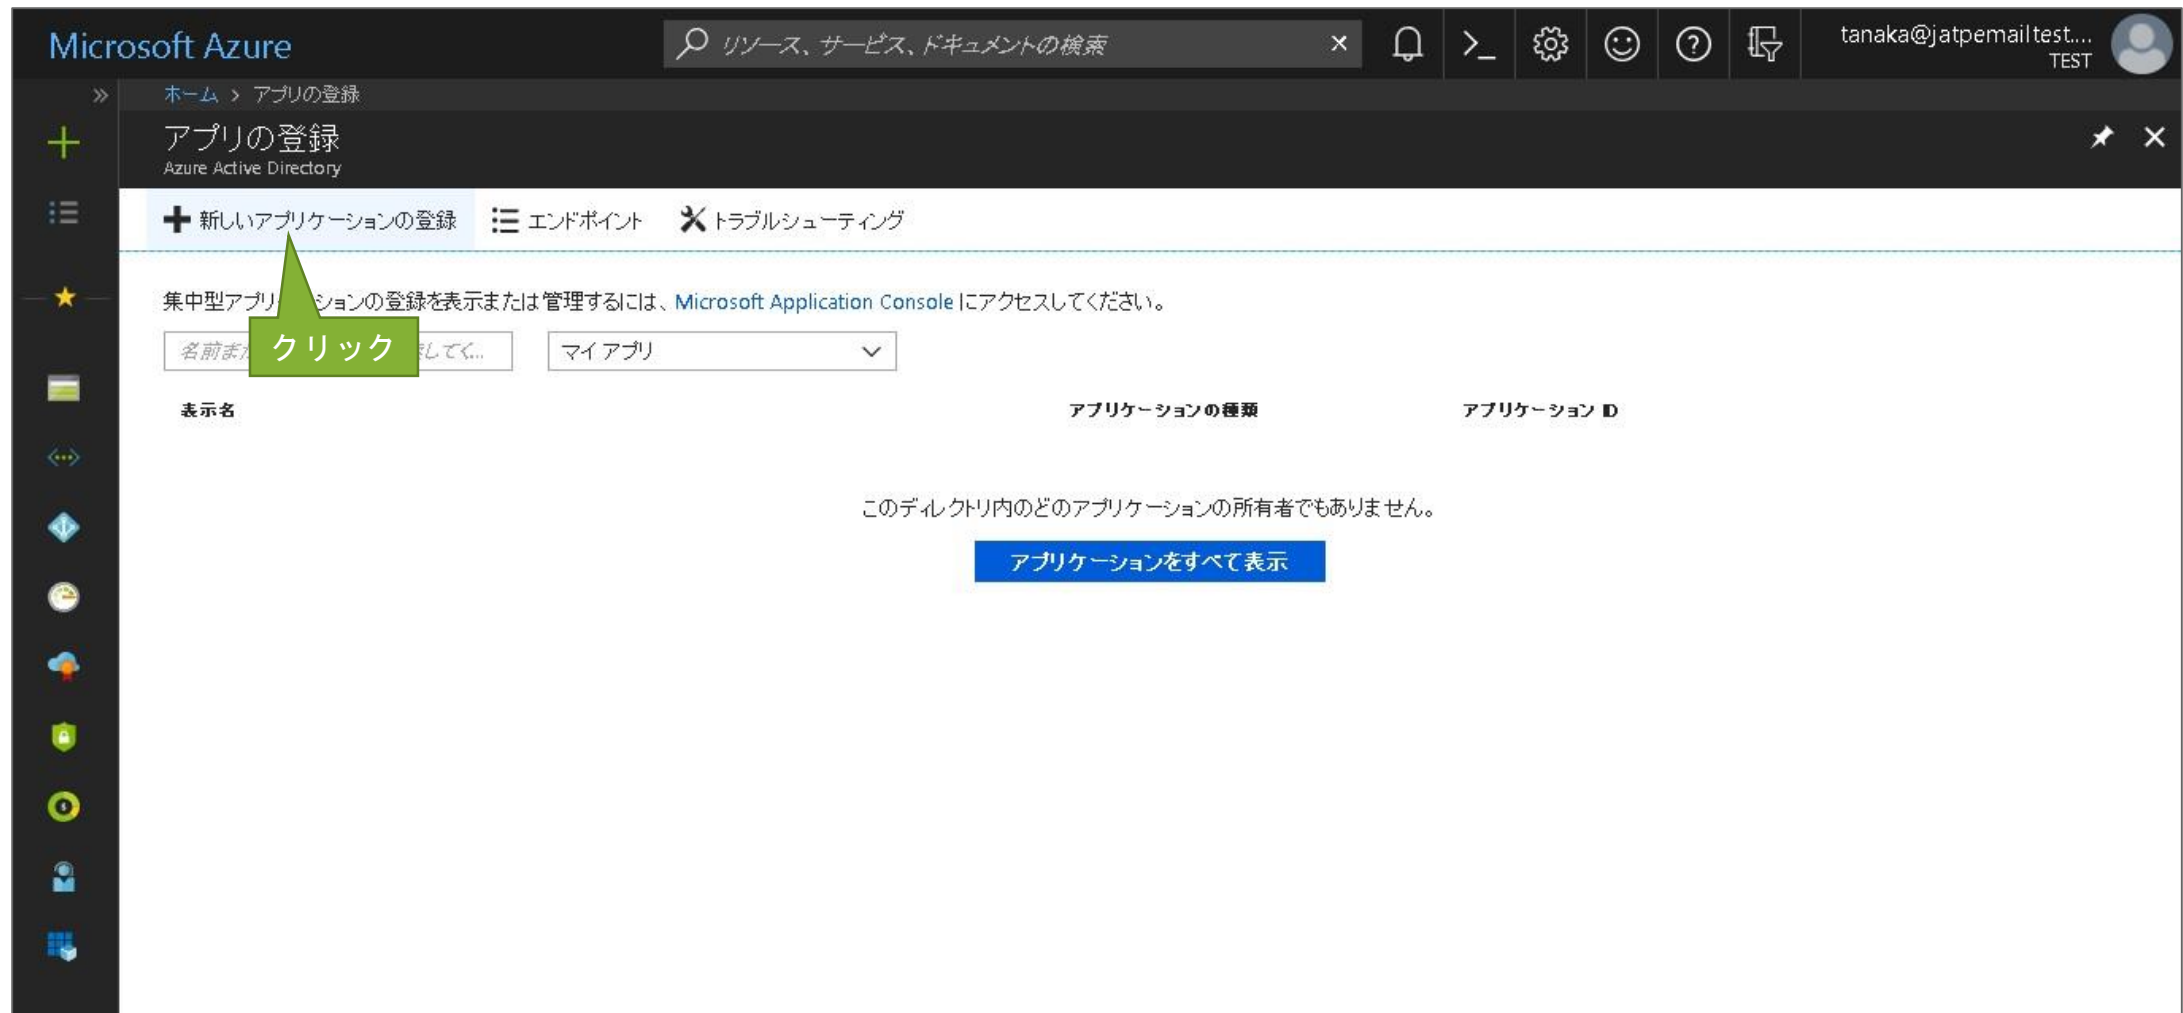 Microsoft Azure
リソース、サービス、ドキュメントの検索
tanaka@jatpemailtest....
TEST
ホーム > アプリの登録
アプリの登録
Azure Active Directory
新しいアプリケーションの登録 エンドポイント トラブルシューティング
集中型アプリ ションの登録を表示または管理するには、Microsoft Application Console にアクセスしてください。
クリック
名前ま してく... マイ アプリ
表示名 アプリケーションの種類 アプリケーション ID
このディレクトリ内のどのアプリケーションの所有者でもありません。
アプリケーションをすべて表示